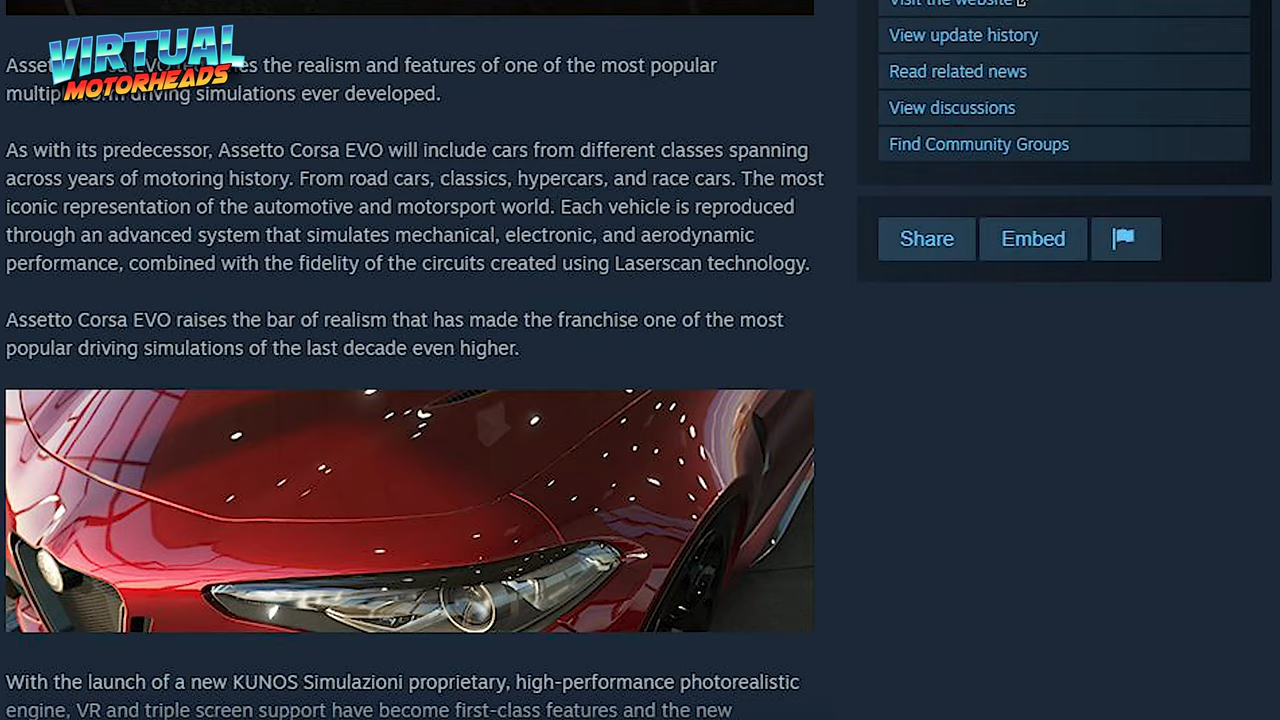 Visit the website
VIRTUAL
MOTORHEADS
es the realism and features of one of the most popular
driving simulations ever developed.
As with its predecessor, Assetto Corsa EVO will include cars from different classes spanning
across years of motoring history. From road cars, classics, hypercars, and race cars. The most
iconic representation of the automotive and motorsport world. Each vehicle is reproduced
through an advanced system that simulates mechanical, electronic, and aerodynamic
performance, combined with the fidelity of the circuits created using Laserscan technology.
Assetto Corsa EVO raises the bar of realism that has made the franchise one of the most
popular driving simulations of the last decade even higher.
With the launch of a new KUNOS Simulazioni proprietary, high-performance photorealistic
engine, VR and triple screen support have become first-class features and the new
View update history
Read related news
View discussions
Find Community Groups
Share
Embed